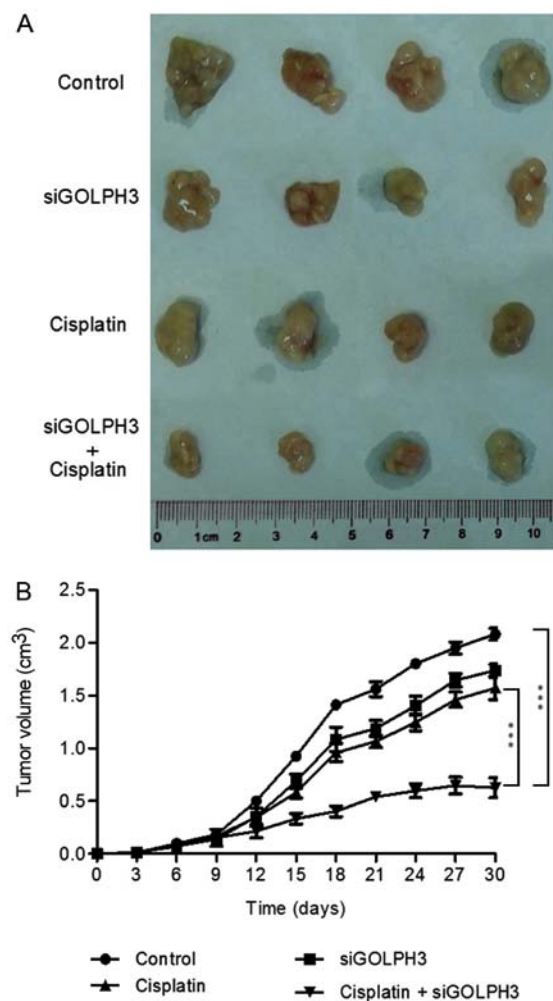 A
Control
siGOLPH3
Cisplatin
siGOLPH3
+
Cisplatin
0 1 cm 2 3 4 5 6 7 8 9 10
B
Tumor volume (cm3)
2.5
2.0
1.5
1.0
0.5
0.0
0 3 6 9 12 15 18 21 24 27 30
Time (days)
***
***
Control siGOLPH3
Cisplatin Cisplatin + siGOLPH3